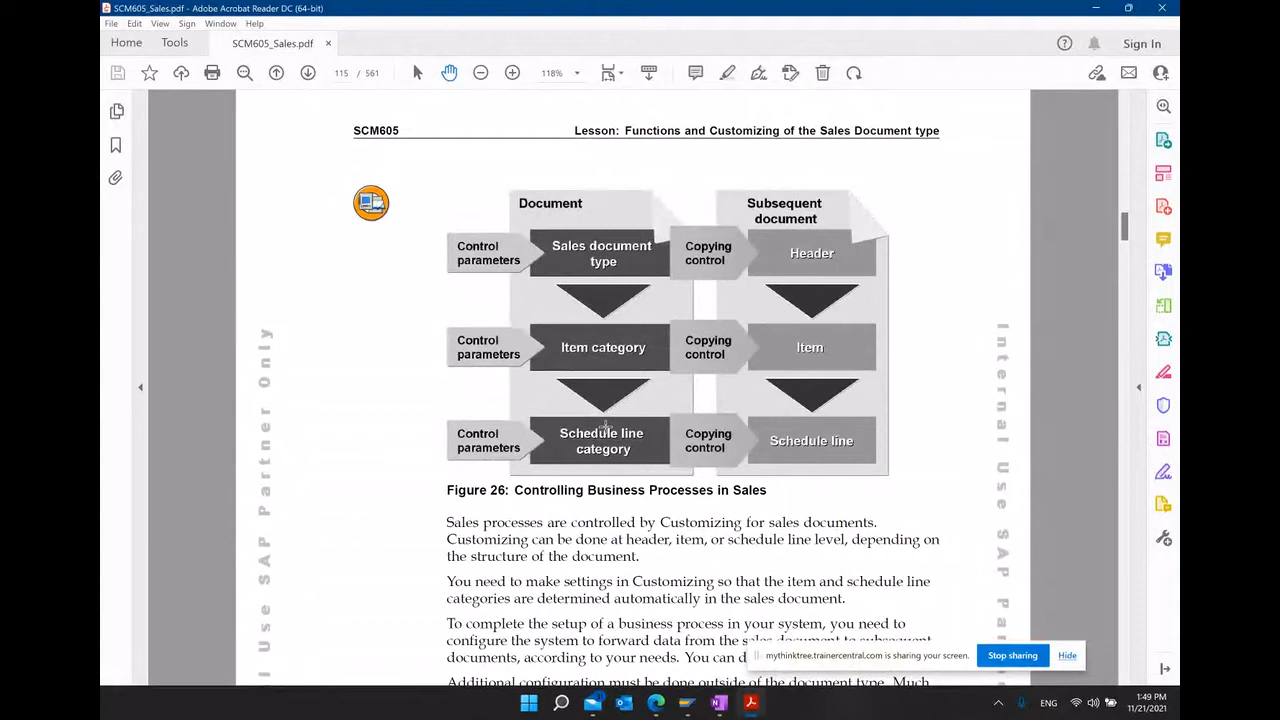 SCM605_Sales.pdf - Adobe Acrobat Reader DC (64-bit)
File Edit View Sign Window Help
Home Tools SCM605_Sales.pdf × Sign In
115 / 561 118%
SCM605 Lesson: Functions and Customizing of the Sales Document type
Document
Subsequent
document
Control
parameters
Sales document
type
Copying
control
Header
Control
parameters
Item category
Copying
control
Item
Control
parameters
Schedule line
category
Copying
control
Schedule line
Figure 26: Controlling Business Processes in Sales
Sales processes are controlled by Customizing for sales documents.
Customizing can be done at header, item, or schedule line level, depending on
the structure of the document.
You need to make settings in Customizing so that the item and schedule line
categories are determined automatically in the sales document.
To complete the setup of a business process in your system, you need to
configure the system to forward data from the sales document to subsequent
documents, according to your needs. You can d
Additional configuration must be done outside of the document type. Much
l Use SAP Partner Only
Internal Use SAP P
mythinktree.trainercentral.com is sharing your screen.
Stop sharing
Hide
ENG
1:49 PM
11/21/2021